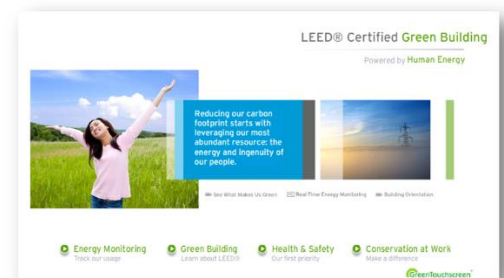 LEED® Certified Green Building
Powered by Human Energy
Reducing our carbon
footprint starts with
leveraging our most
abundant resource: the
energy and ingenuity of
our people.
See What Makes Us Green Real Time Energy Monitoring Building Orientation
Energy Monitoring Green Building Health & Safety Conservation at Work
Track our usage Learn about LEED® Our first priority Make a difference
GreenTouchscreen